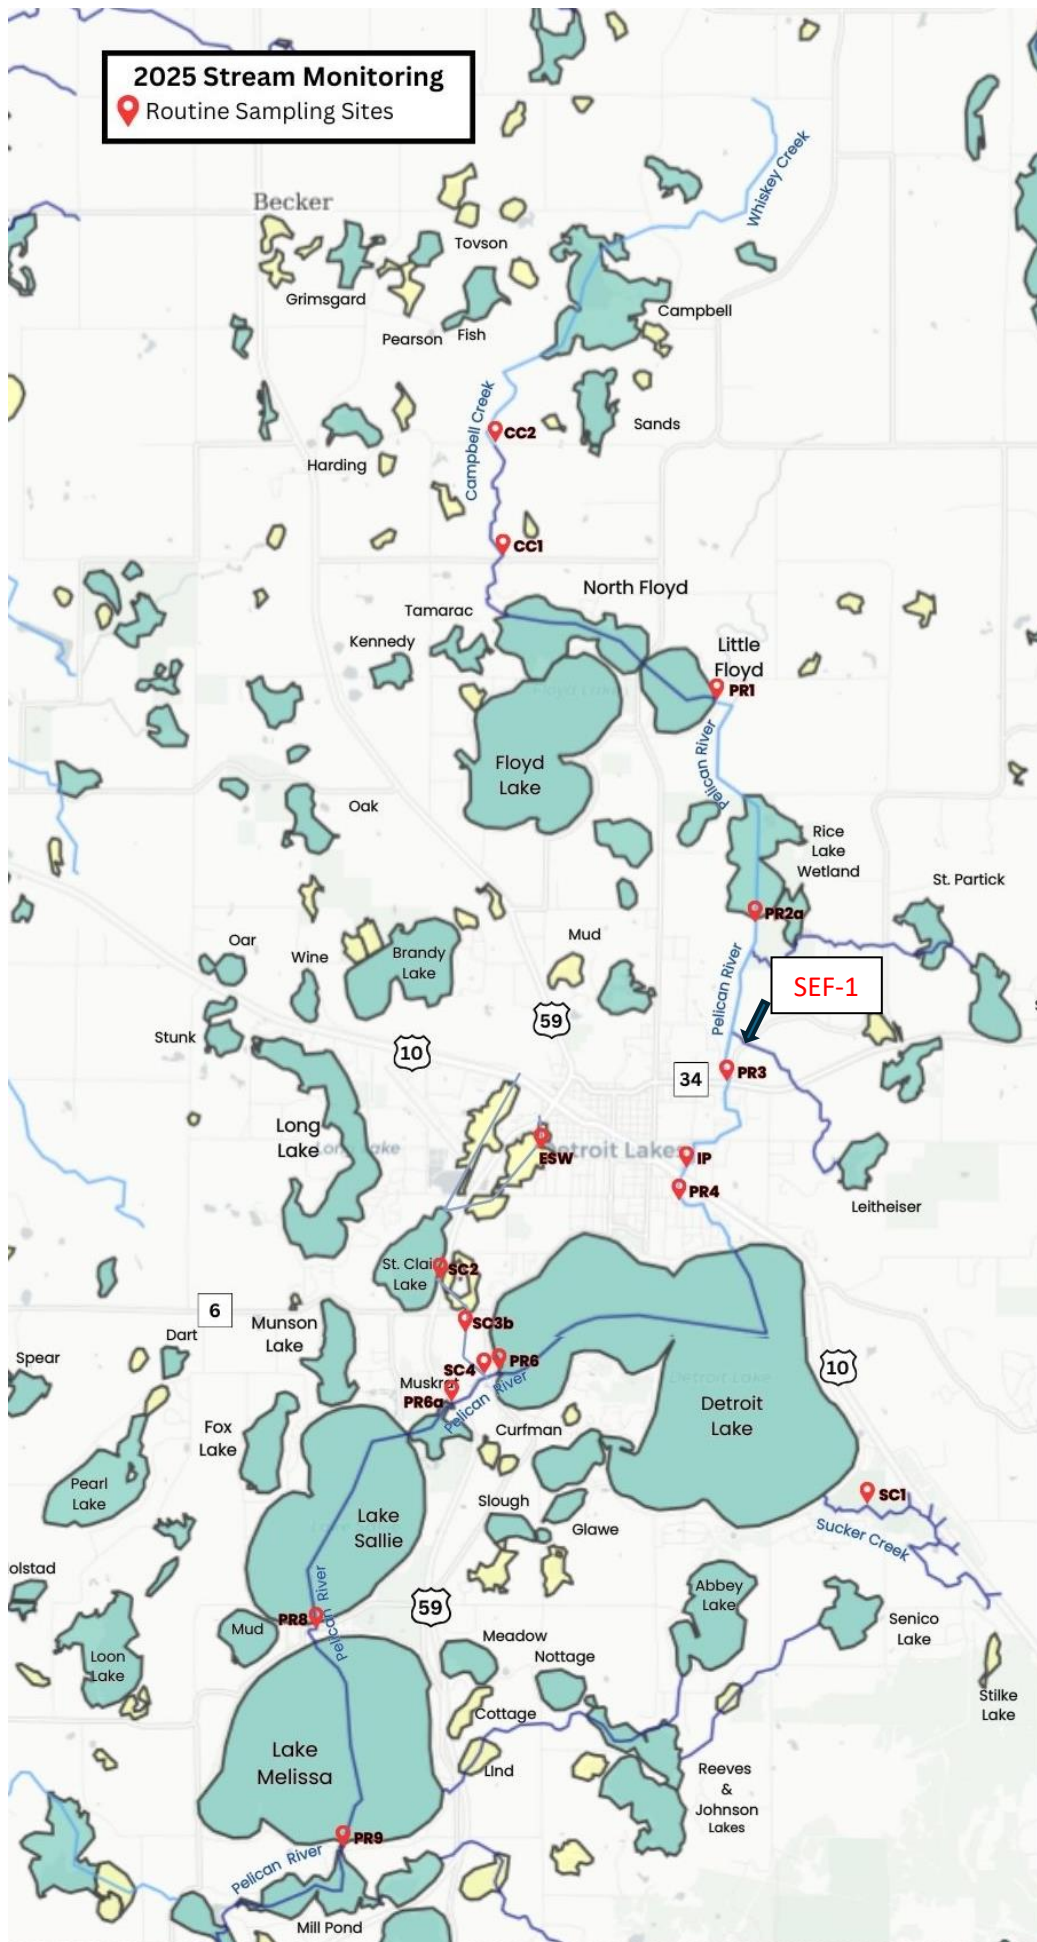 2025 Stream Monitoring
Routine Sampling Sites
Whiskey Creek
Becker
Tovson
Grimsgard
Campbell
Pearson
Fish
Campbell Creek
Sands
CC2
Harding
CC1
North Floyd
Tamarac
Kennedy
Little
Floyd
PR1
Pelican River
Floyd
Lake
Oak
Rice
Lake
Wetland
St. Partick
PR2a
Oar
Wine
Brandy
Lake
Mud
Pelican River
SEF-1
59
Stunk
10
34
PR3
Long
Lake
Detroit Lakes
ESW
IP
PR4
Leitheiser
St. Clair
Lake
SC2
6
Munson
Lake
SC3b
Dart
Spear
SC4
PR6
10
Muskrat
PR6a
Pelican River
Detroit Lake
Detroit
Lake
Fox
Lake
Curfman
Pearl
Lake
Slough
Glawe
SC1
Sucker Creek
Lake
Sallie
olstad
Pelican River
59
Abbey
Lake
PR8
Mud
Pelican River
Senico
Lake
Loon
Lake
Meadow
Nottage
Stilke
Lake
Cottage
Lake
Melissa
LInd
Reeves
&
Johnson
Lakes
PR9
Pelican River
Mill Pond